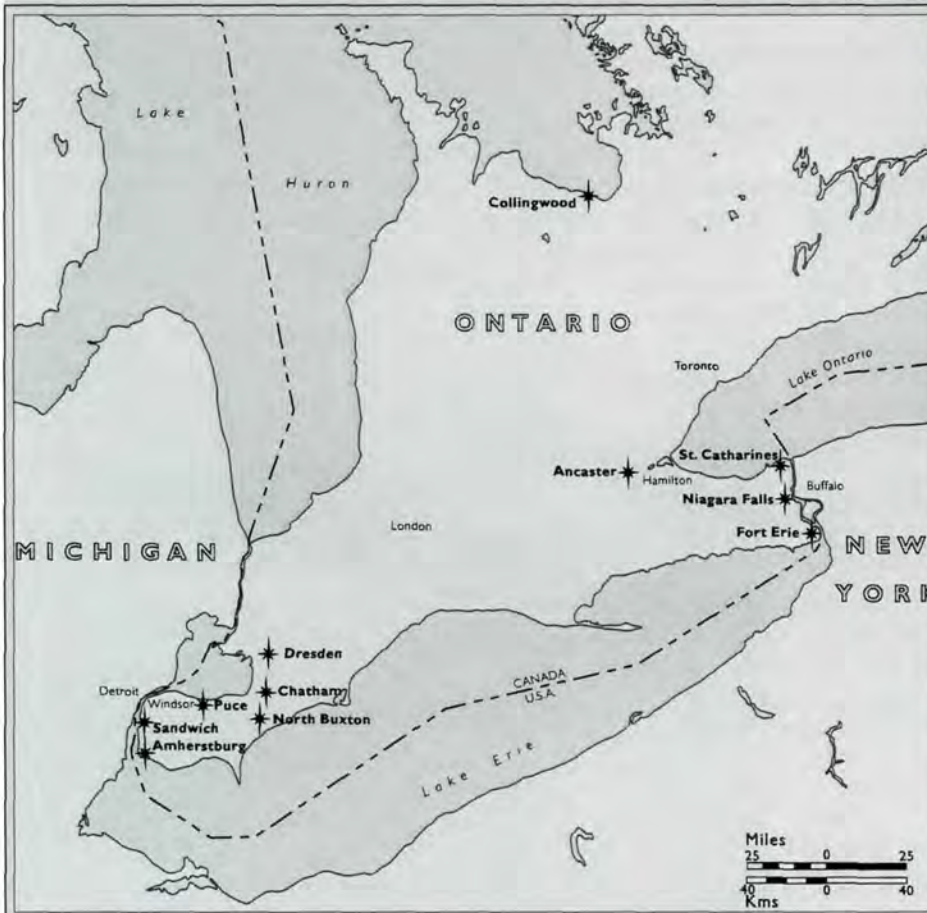 Lake
Huron
Collingwood
ONTARIO
Toronto
Lake Ontario
St. Catharines
Ancaster
Hamilton
Niagara Falls
Buffalo
London
Fort Erie
MICHIGAN
NEW
YORK
Dresden
CANADA
U.S.A.
Detroit
Chatham
Windsor
Puce
North Buxton
Sandwich
Amherstburg
Lake Erie
Miles
25 0 25
40 0 40
Kms